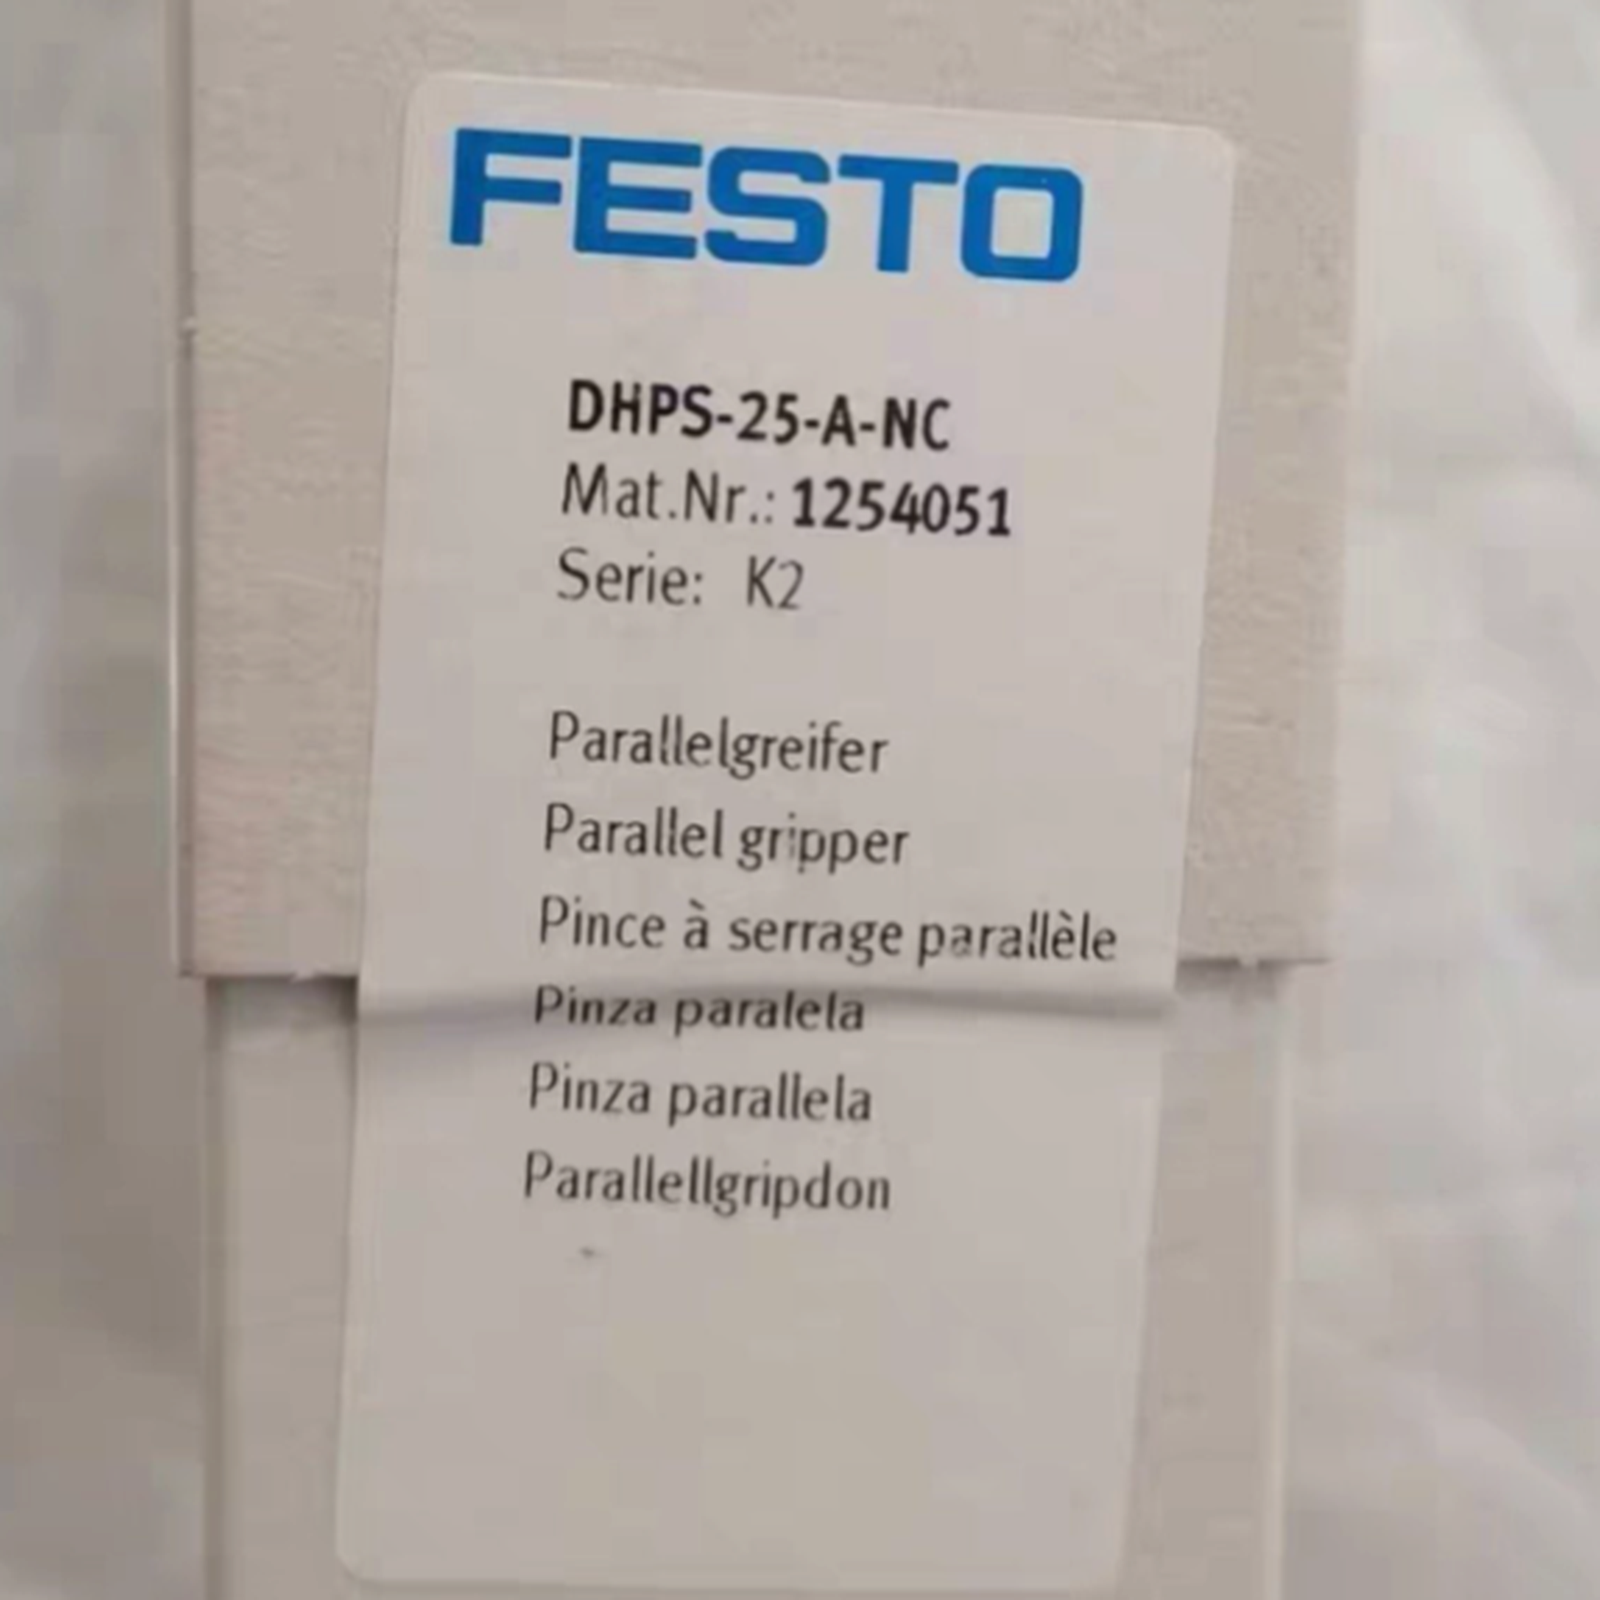 FESTO
DHPS-25-A-NC
Mat.Nr.: 1254051
Serie: K2
Parallelgreifer
Parallel gripper
Pince à serrage parallèle
Pinza paralela
Pinza parallela
Parallellgripdon